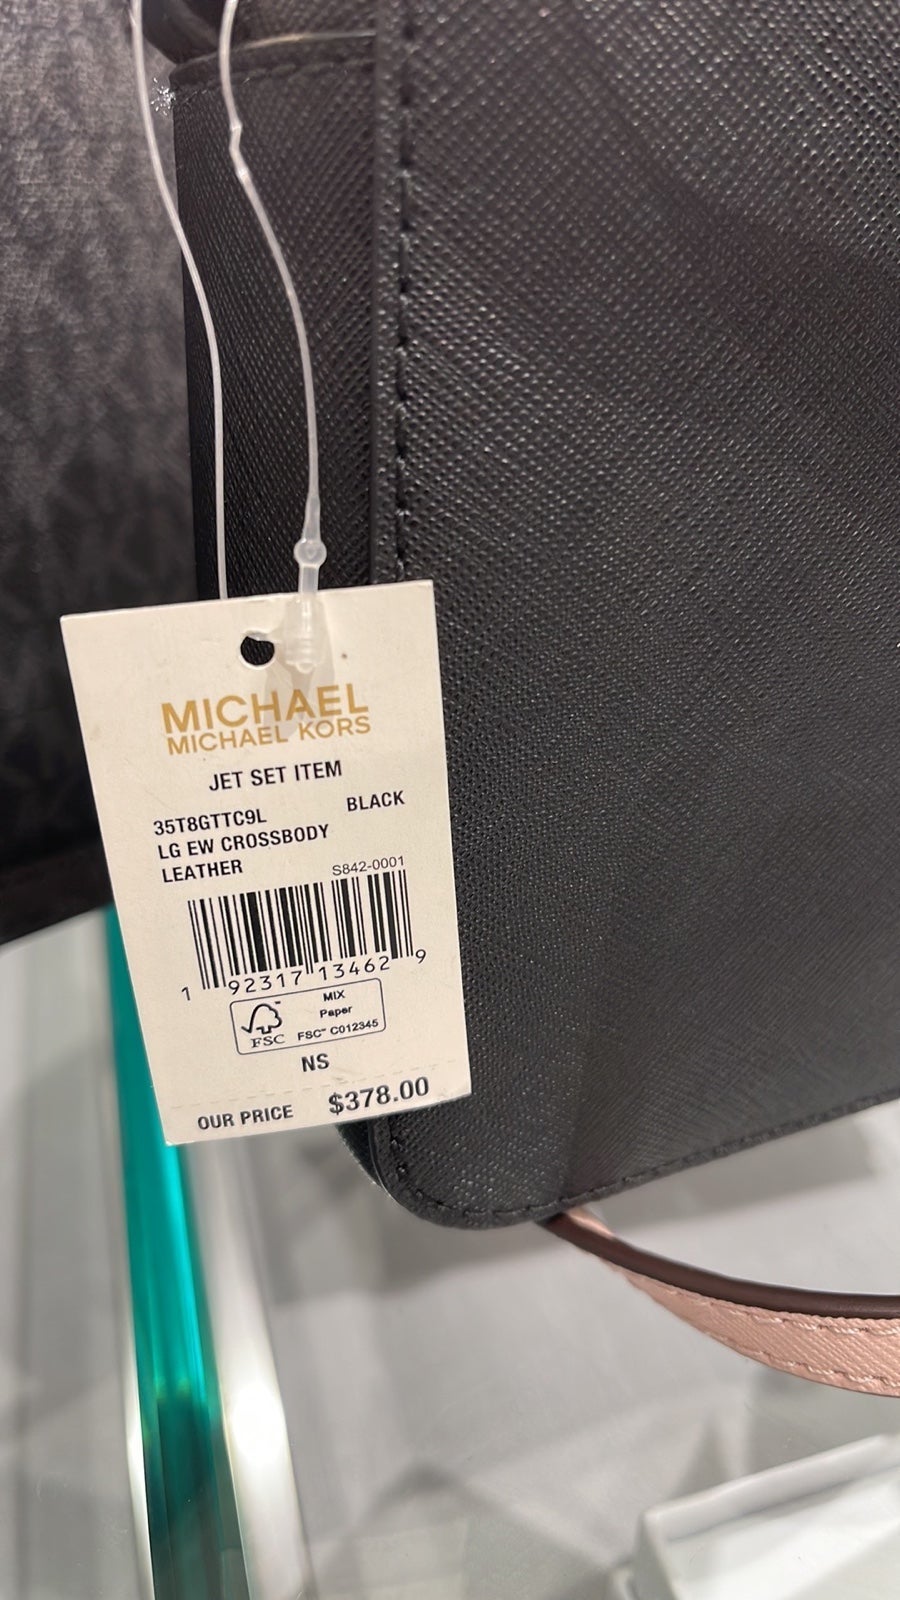 MICHAEL
MICHAEL KORS
JET SET ITEM
35T8GTTC9L BLACK
LG EW CROSSBODY
LEATHER
S842-0001
1 92317 13462 9
MIX
Paper
FSC FSC™ C012345
NS
OUR PRICE $378.00